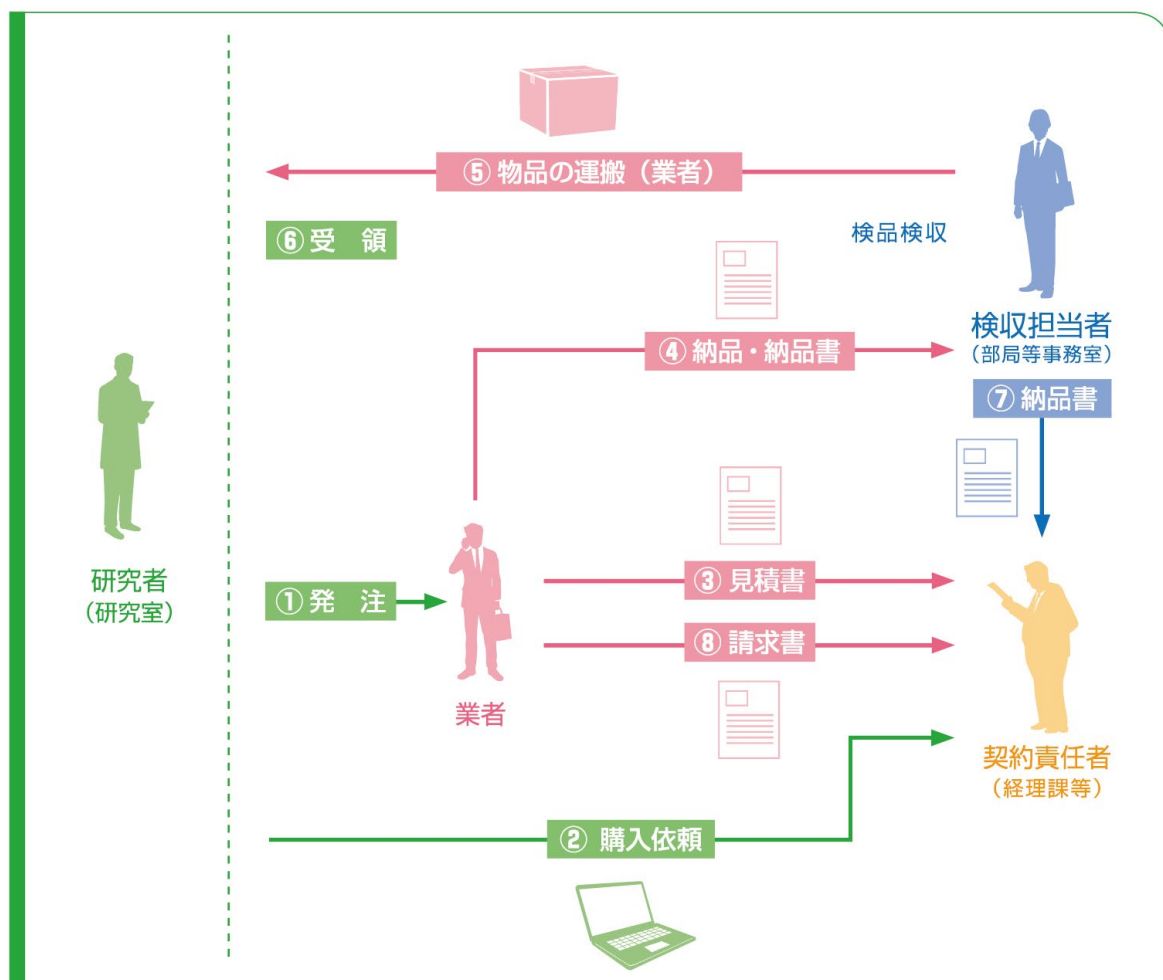 ⑤ 物品の運搬（業者）
⑥ 受　領
検品検収
検収担当者
（部局等事務室）
④ 納品・納品書
⑦ 納品書
研究者
（研究室）
① 発　注
③ 見積書
⑧ 請求書
業者
契約責任者
（経理課等）
② 購入依頼